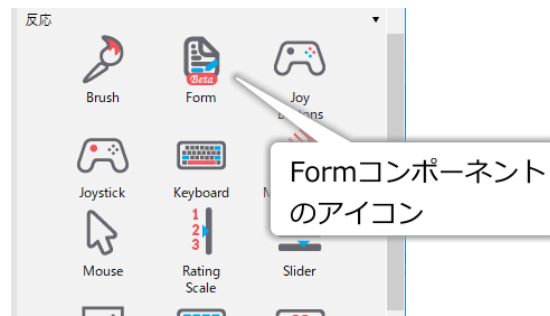 反応
Brush
Form
Beta
Joy
Joystick
Keyboard
Formコンポーネント
のアイコン
Mouse
1
2
3
Rating
Scale
Slider